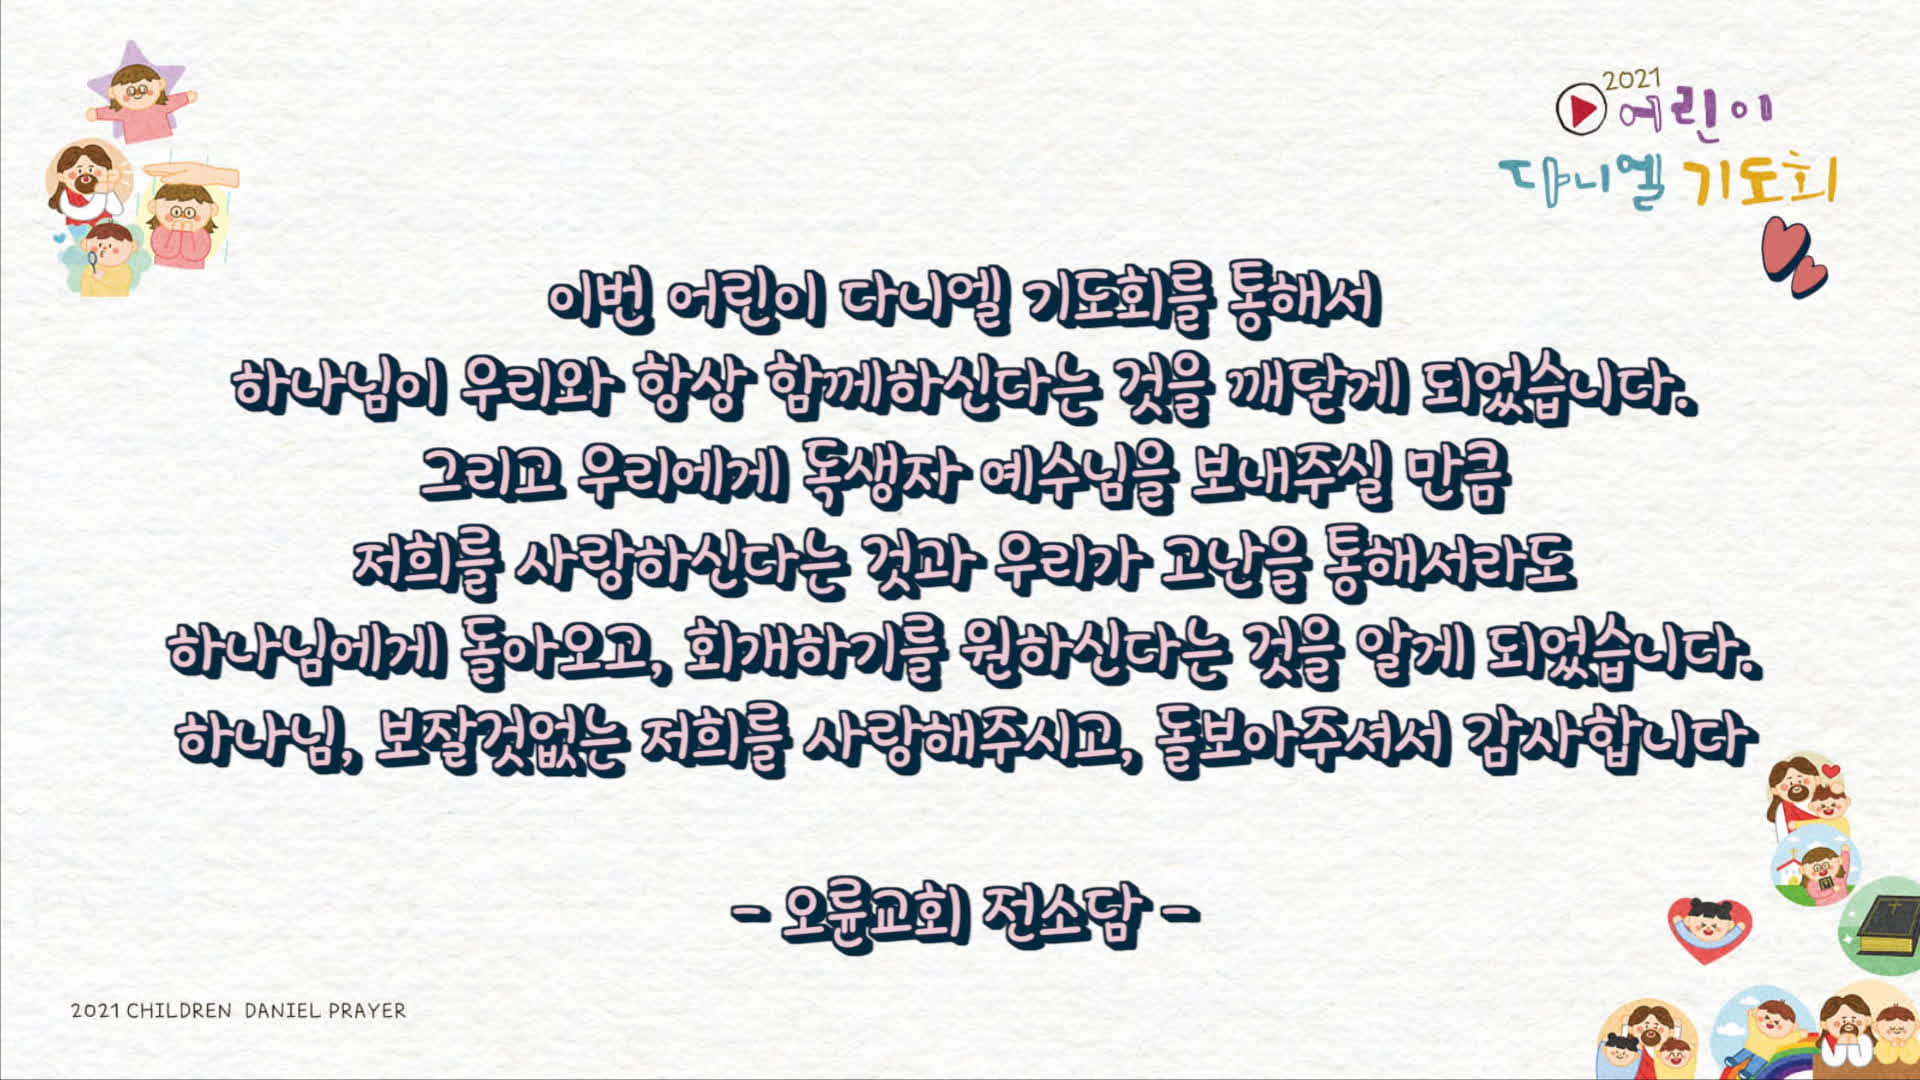 2021
어린이
다니엘 기도회
이번 어린이 다니엘 기도회를 통해서
하나님이 우리와 항상 함께하신다는 것을 깨닫게 되었습니다.
그리고 우리에게 독생자 예수님을 보내주실 만큼
저희를 사랑하신다는 것과 우리가 고난을 통해서라도
하나님에게 돌아오고, 회개하기를 원하신다는 것을 알게 되었습니다.
하나님, 보잘것없는 저희를 사랑해주시고, 돌보아주셔서 감사합니다
- 오륜교회 전소담 -
2021 CHILDREN DANIEL PRAYER